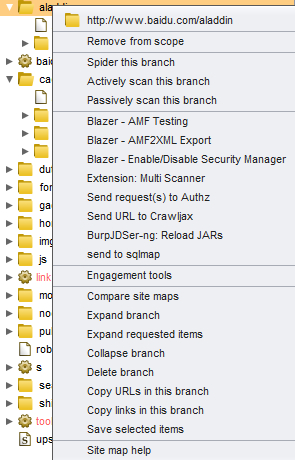 aladdin
http://www.baidu.com/aladdin
Remove from scope
Spider this branch
Actively scan this branch
Passively scan this branch
Blazer - AMF Testing
Blazer - AMF2XML Export
Blazer - Enable/Disable Security Manager
Extension: Multi Scanner
Send request(s) to Authz
Send URL to Crawljax
BurpJDSer-ng: Reload JARs
send to sqlmap
Engagement tools
Compare site maps
Expand branch
Expand requested items
Collapse branch
Delete branch
Copy URLs in this branch
Copy links in this branch
Save selected items
Site map help
bai
ca
du
for
ga
ho
img
js
link
mo
no
pu
rob
s
se
sh
too
ups